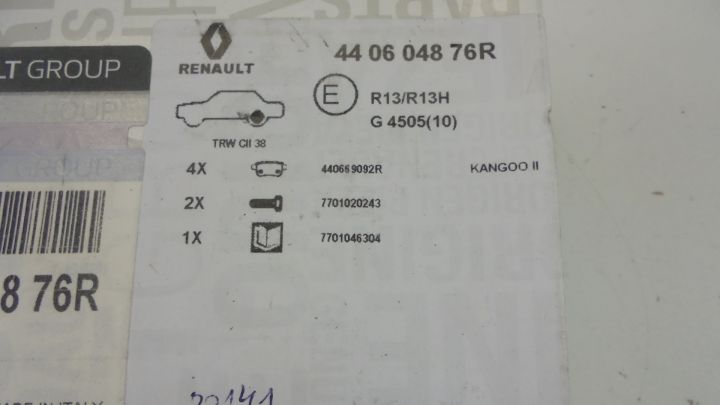 LT GROUP
GROUP
8 76R
RENAULT
44 06 048 76R
E
R13/R13H
G 4505(10)
TRW CII 38
4X 440669092R KANGOO II
2X 7701020243
1X 7701046304